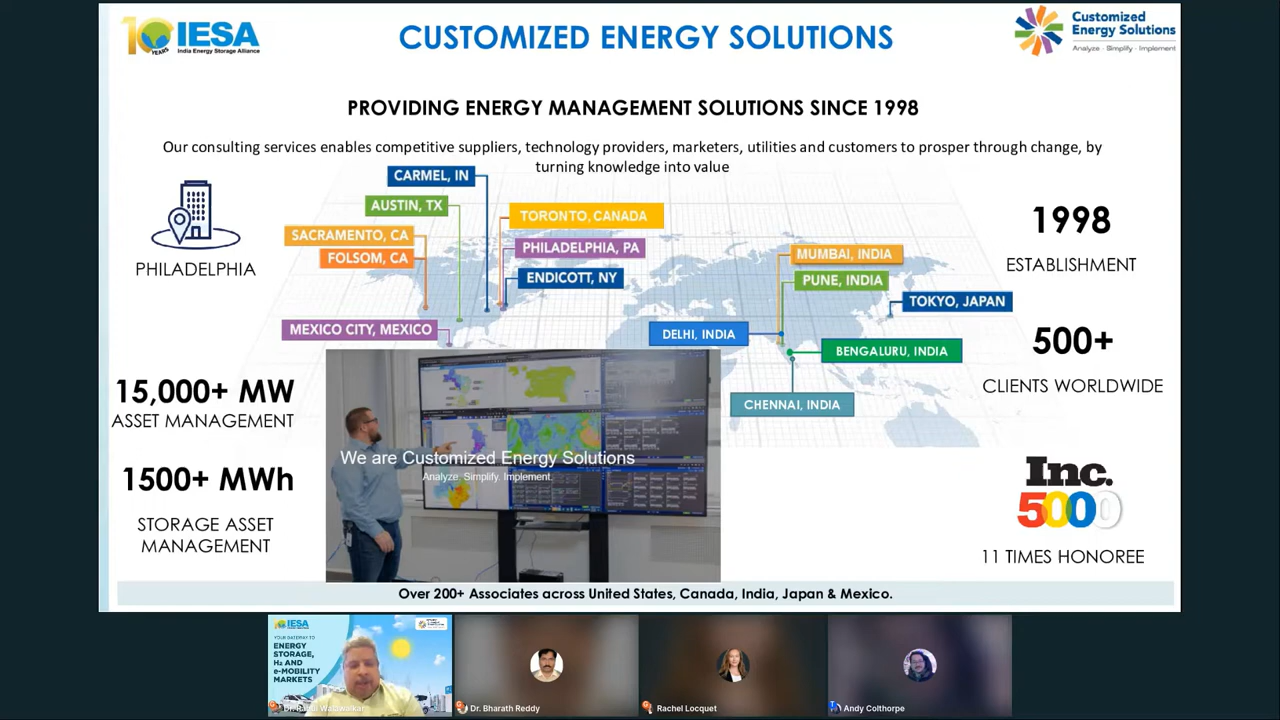 10 YEARS
IESA
India Energy Storage Alliance
CUSTOMIZED ENERGY SOLUTIONS
Customized
Energy Solutions
Analyze · Simplify · Implement
PROVIDING ENERGY MANAGEMENT SOLUTIONS SINCE 1998
Our consulting services enables competitive suppliers, technology providers, marketers, utilities and customers to prosper through change, by
turning knowledge into value
CARMEL, IN
AUSTIN, TX
SACRAMENTO, CA
FOLSOM, CA
TORONTO, CANADA
PHILADELPHIA, PA
ENDICOTT, NY
MEXICO CITY, MEXICO
MUMBAI, INDIA
PUNE, INDIA
TOKYO, JAPAN
DELHI, INDIA
BENGALURU, INDIA
CHENNAI, INDIA
PHILADELPHIA
15,000+ MW
ASSET MANAGEMENT
1500+ MWh
STORAGE ASSET
MANAGEMENT
We are Customized Energy Solutions
Analyze. Simplify. Implement.
1998
ESTABLISHMENT
500+
CLIENTS WORLDWIDE
Inc.
5000
11 TIMES HONOREE
Over 200+ Associates across United States, Canada, India, Japan & Mexico.
IESA
YOUR GATEWAY TO
ENERGY
STORAGE,
H₂ AND
e-MOBILITY
MARKETS
Dr. Bharath Reddy
Rachel Locquet
Andy Colthorpe